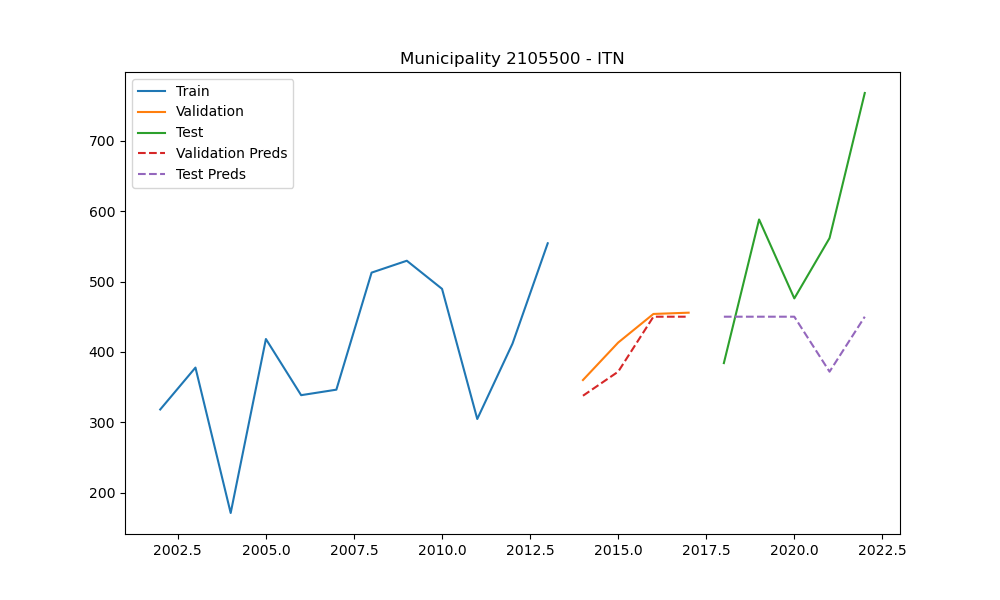 Municipality 2105500 - ITN
Train
Validation
Test
Validation Preds
Test Preds
700
600
500
400
300
200
2002.5 2005.0 2007.5 2010.0 2012.5 2015.0 2017.5 2020.0 2022.5